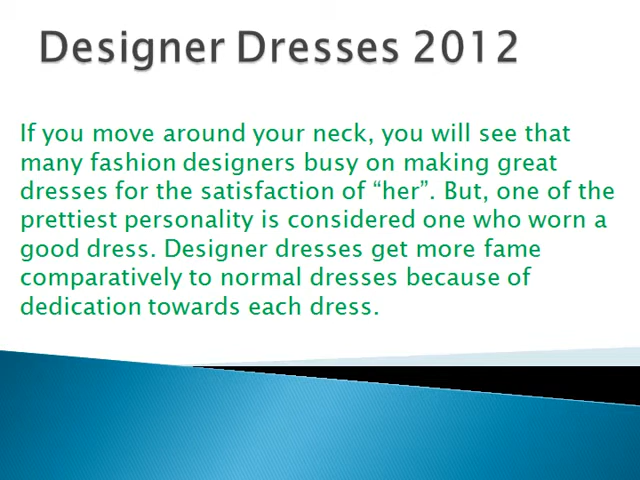 Designer Dresses 2012
If you move around your neck, you will see that
many fashion designers busy on making great
dresses for the satisfaction of “her”. But, one of the
prettiest personality is considered one who worn a
good dress. Designer dresses get more fame
comparatively to normal dresses because of
dedication towards each dress.